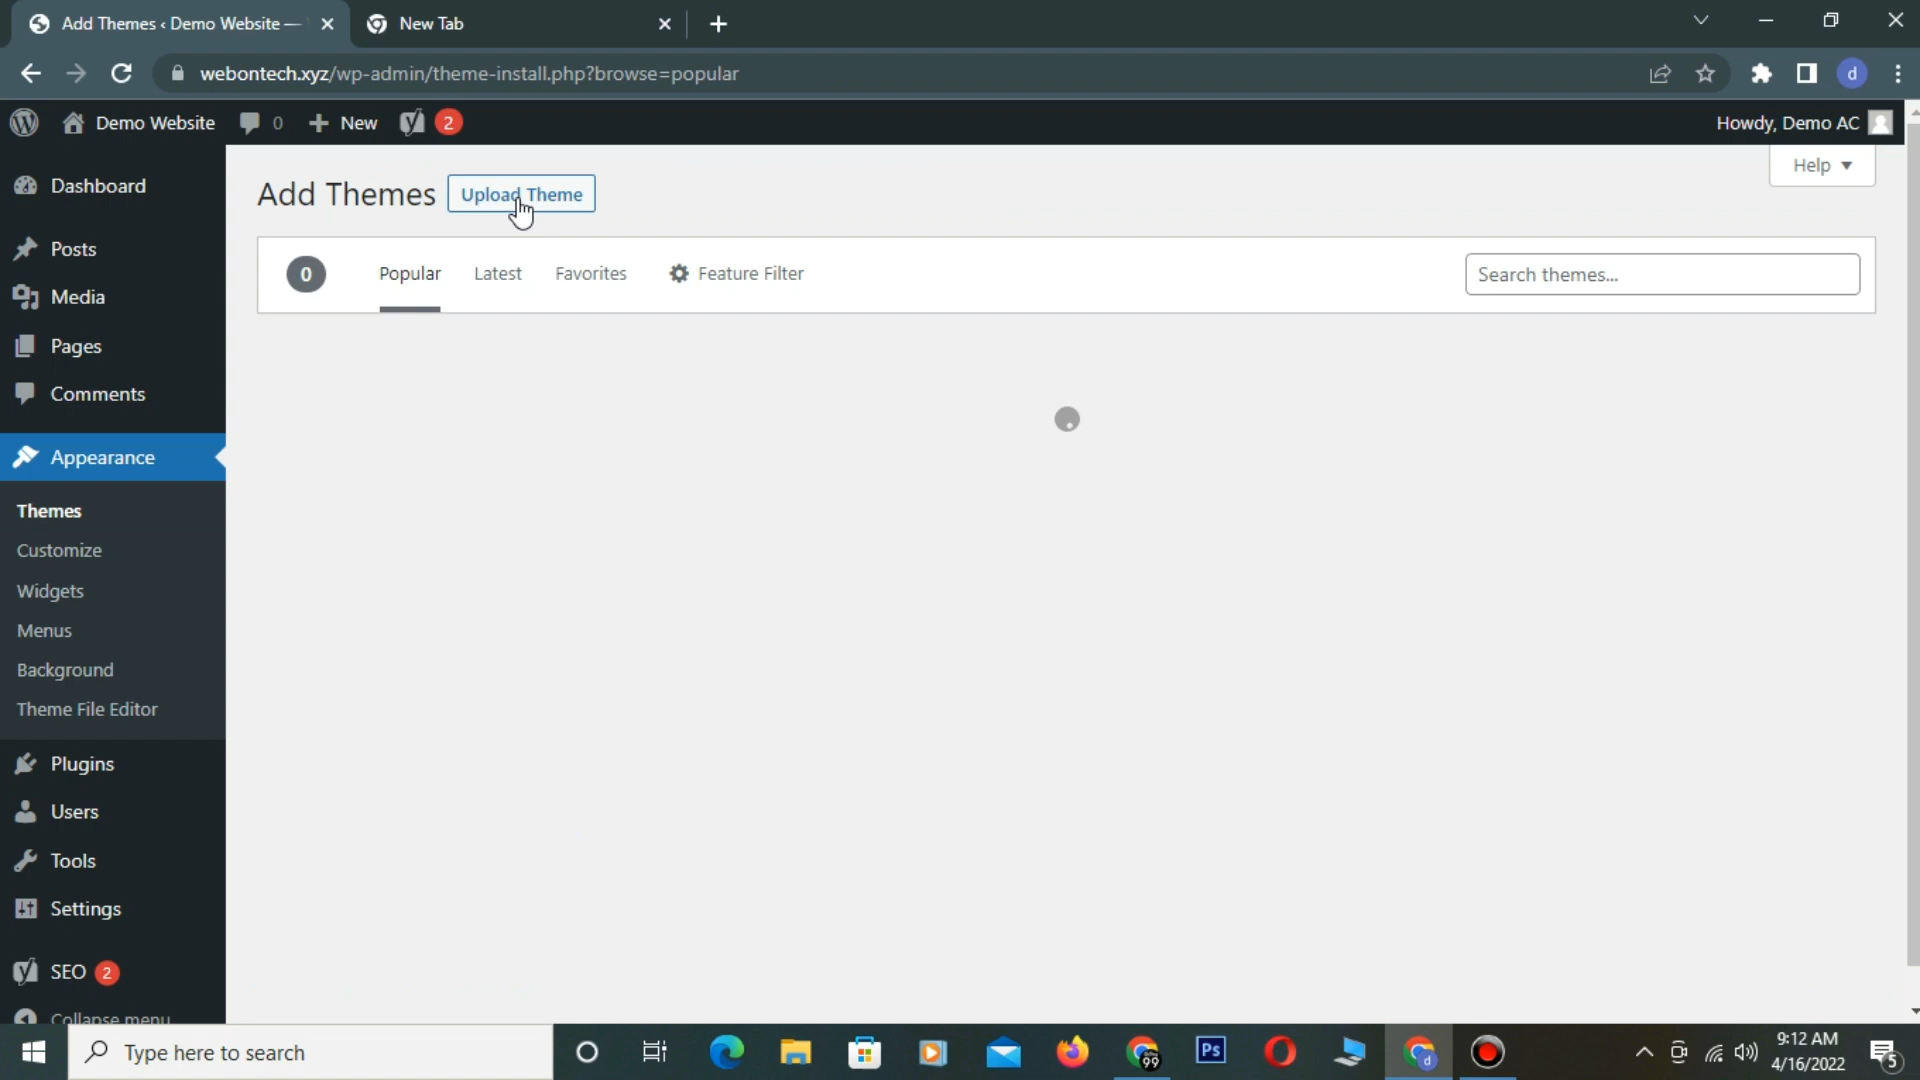 Add Themes ‹ Demo Website —
New Tab
webontech.xyz/wp-admin/theme-install.php?browse=popular
d
Demo Website
0
New
2
Howdy, Demo AC
Dashboard
Posts
Media
Pages
Comments
Appearance
Themes
Customize
Widgets
Menus
Background
Theme File Editor
Plugins
Users
Tools
Settings
SEO 2
Collapse menu
Help
Add Themes
Upload Theme
0
Popular
Latest
Favorites
Feature Filter
Search themes...
Type here to search
99
Ps
d
9:12 AM
4/16/2022
5